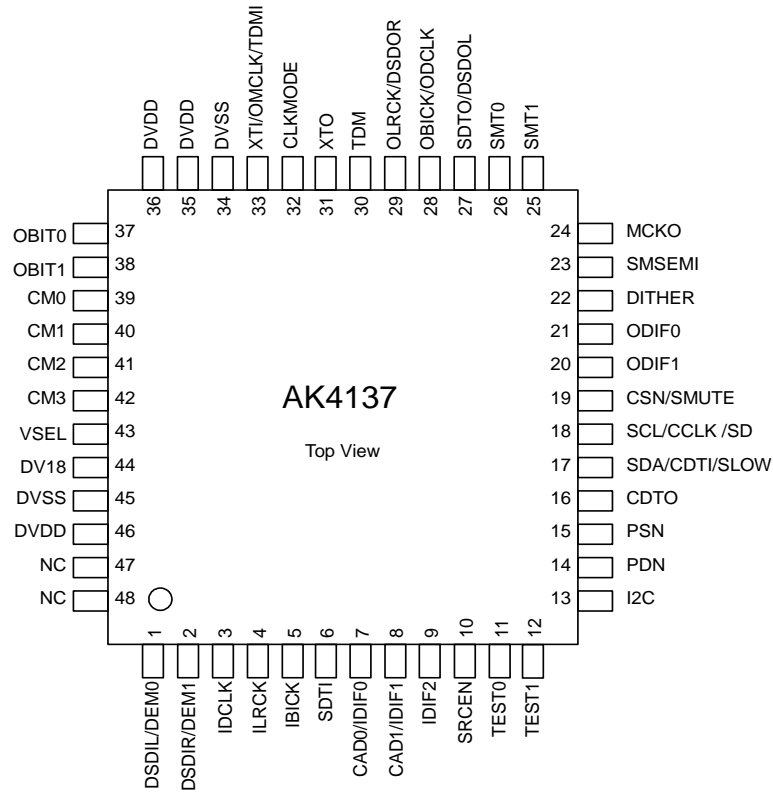 DVDD
DVDD
DVSS
XTI/OMCLK/TDMI
CLKMODE
XTO
TDM
OLRCK/DSDOR
OBICK/ODCLK
SDTO/DSDOL
SMT0
SMT1
36 35 34 33 32 31 30 29 28 27 26 25
OBIT0 37
OBIT1 38
CM0 39
CM1 40
CM2 41
CM3 42
VSEL 43
DV18 44
DVSS 45
DVDD 46
NC 47
NC 48
AK4137
Top View
24 MCKO
23 SMSEMI
22 DITHER
21 ODIF0
20 ODIF1
19 CSN/SMUTE
18 SCL/CCLK /SD
17 SDA/CDTI/SLOW
16 CDTO
15 PSN
14 PDN
13 I2C
1 2 3 4 5 6 7 8 9 10 11 12
DSDIL/DEM0
DSDIR/DEM1
IDCLK
ILRCK
IBICK
SDTI
CAD0/IDIF0
CAD1/IDIF1
IDIF2
SRCEN
TEST0
TEST1